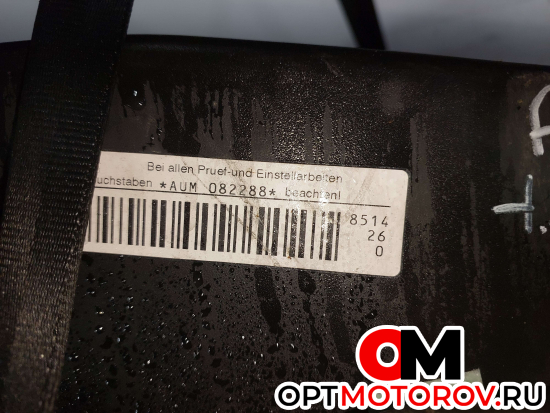 Bei allen Pruef-und Einstellarbeiten
uchstaben *AUM 082288* beachten!
8514
26
0
OM
OPTMOTOROV.RU